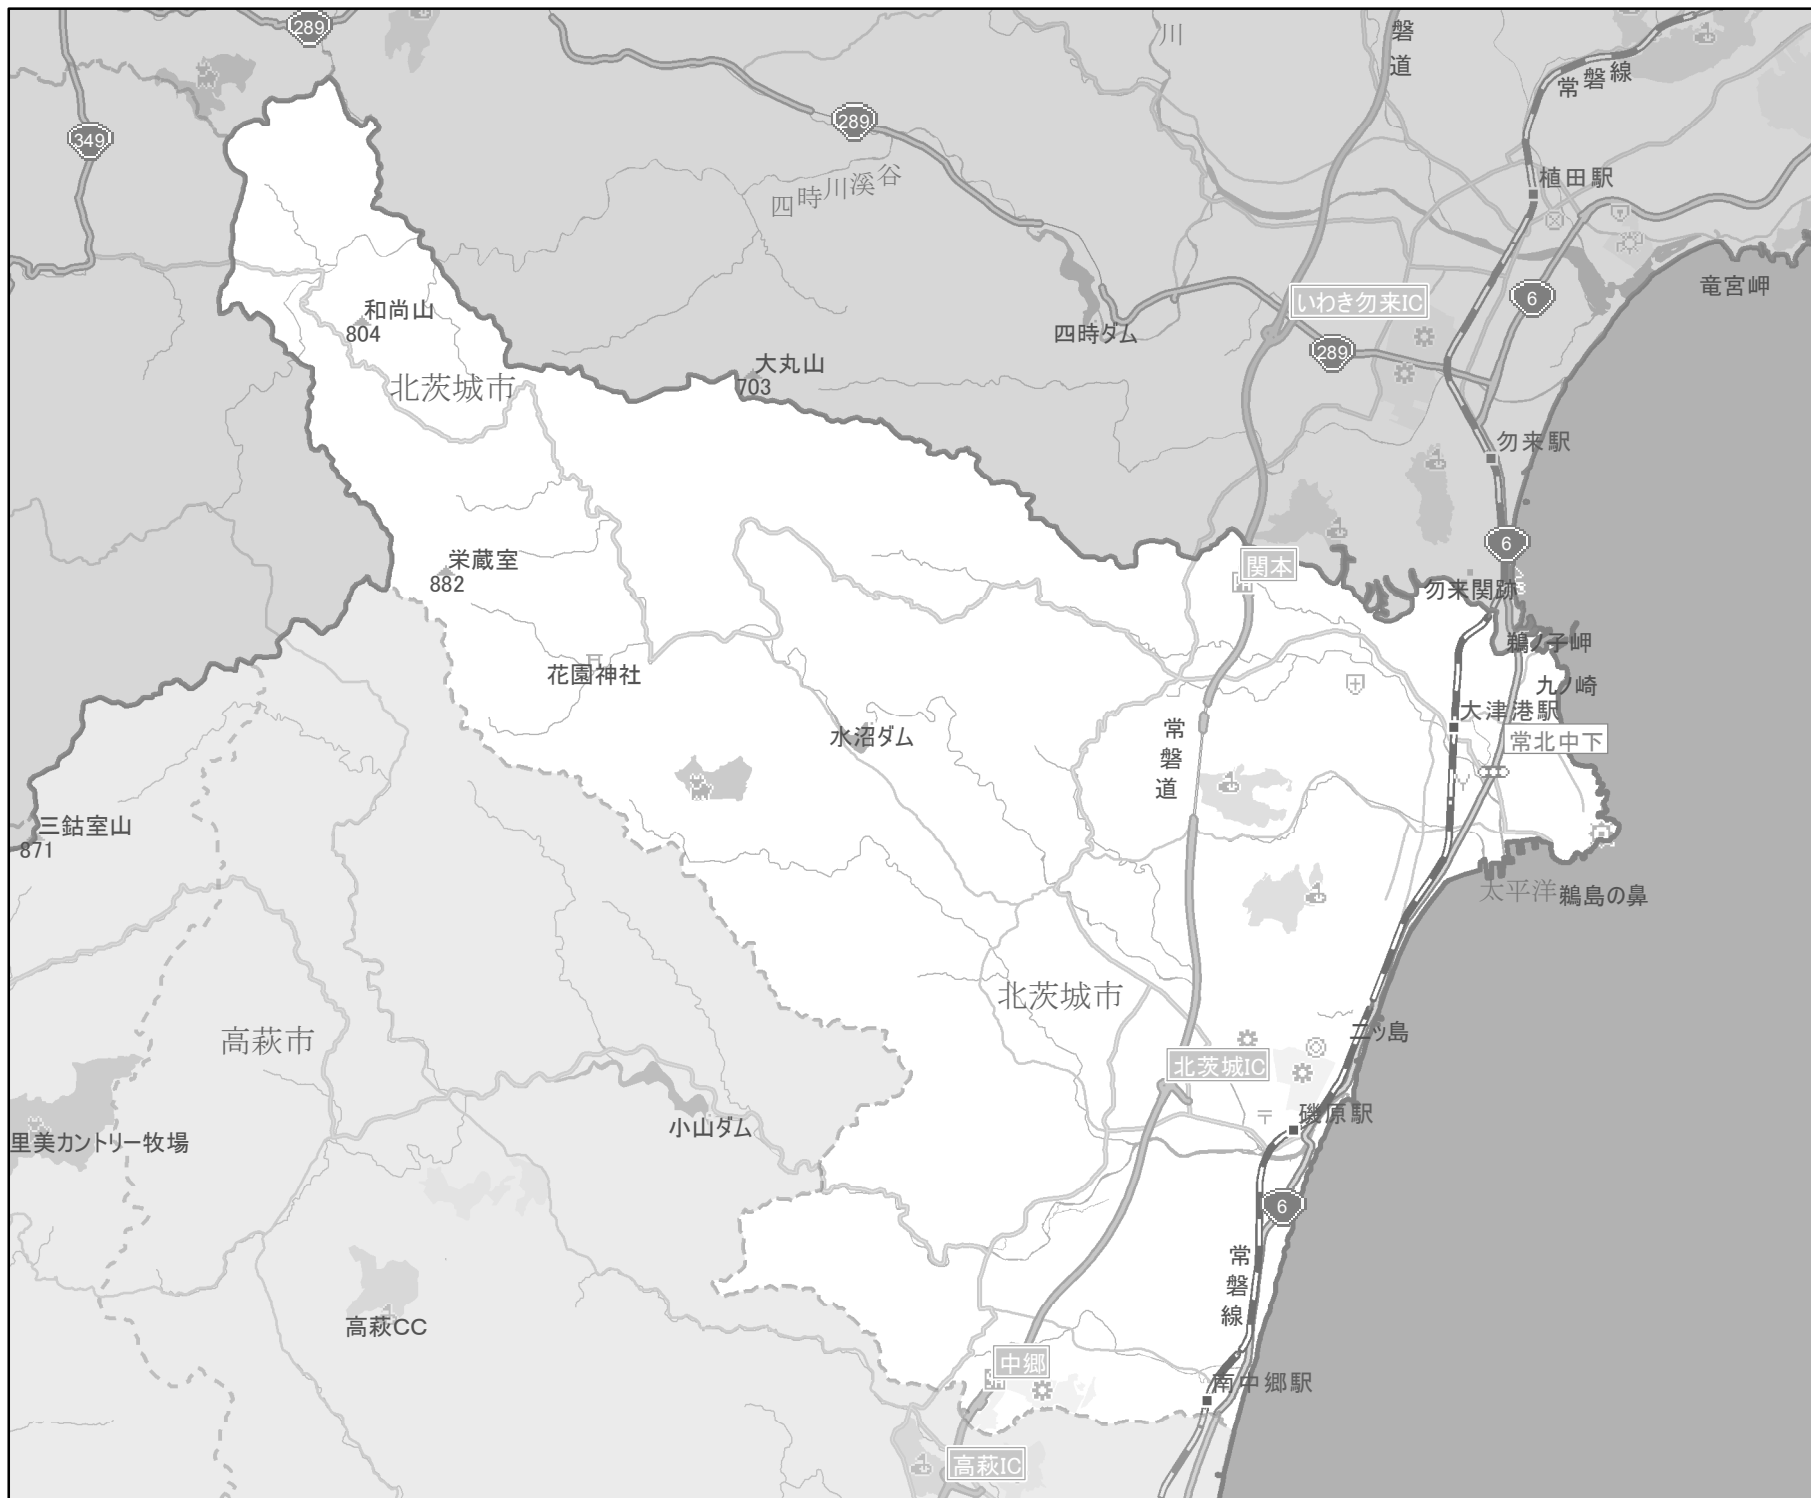 289
川
磐道
常磐線
349
289
四時川溪谷
植田駅
竜宮岬
いわき勿来IC
6
和尚山
804
四時ダム
289
大丸山
703
北茨城市
勿来駅
6
栄蔵室
882
関本
勿来関跡
鵜ノ子岬
花園神社
九ノ崎
大津港駅
水沼ダム
常磐道
常北中下
三鈷室山
871
太平洋
鵜島の鼻
北茨城市
高萩市
二ッ島
北茨城IC
小山ダム
磯原駅
〒
里美カントリー牧場
6
常磐線
高萩CC
中郷
南中郷駅
高萩IC